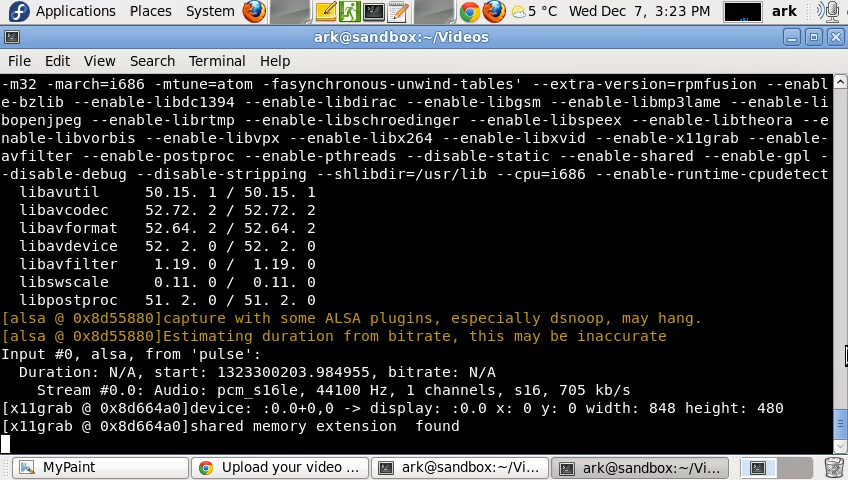 Applications Places System 5 °C Wed Dec 7, 3:23 PM ark
ark@sandbox:~/Videos
File Edit View Search Terminal Help
-m32 -march=i686 -mtune=atom -fasynchronous-unwind-tables' --extra-version=rpmfusion --enabl
e-bzlib --enable-libdc1394 --enable-libdirac --enable-libgsm --enable-libmp3lame --enable-li
bopenjpeg --enable-librtmp --enable-libschroedinger --enable-libspeex --enable-libtheora --e
nable-libvorbis --enable-libvpx --enable-libx264 --enable-libxvid --enable-x11grab --enable-
avfilter --enable-postproc --enable-pthreads --disable-static --enable-shared --enable-gpl -
-disable-debug --disable-stripping --shlibdir=/usr/lib --cpu=i686 --enable-runtime-cpudetect
libavutil 50.15. 1 / 50.15. 1
libavcodec 52.72. 2 / 52.72. 2
libavformat 52.64. 2 / 52.64. 2
libavdevice 52. 2. 0 / 52. 2. 0
libavfilter 1.19. 0 / 1.19. 0
libswscale 0.11. 0 / 0.11. 0
libpostproc 51. 2. 0 / 51. 2. 0
[alsa @ 0x8d55880]capture with some ALSA plugins, especially dsnoop, may hang.
[alsa @ 0x8d55880]Estimating duration from bitrate, this may be inaccurate
Input #0, alsa, from 'pulse':
Duration: N/A, start: 1323300203.984955, bitrate: N/A
Stream #0.0: Audio: pcm_s16le, 44100 Hz, 1 channels, s16, 705 kb/s
[x11grab @ 0x8d664a0]device: :0.0+0,0 -> display: :0.0 x: 0 y: 0 width: 848 height: 480
[x11grab @ 0x8d664a0]shared memory extension  found
MyPaint Upload your video ... ark@sandbox:~/Vi... ark@sandbox:~/Vi...